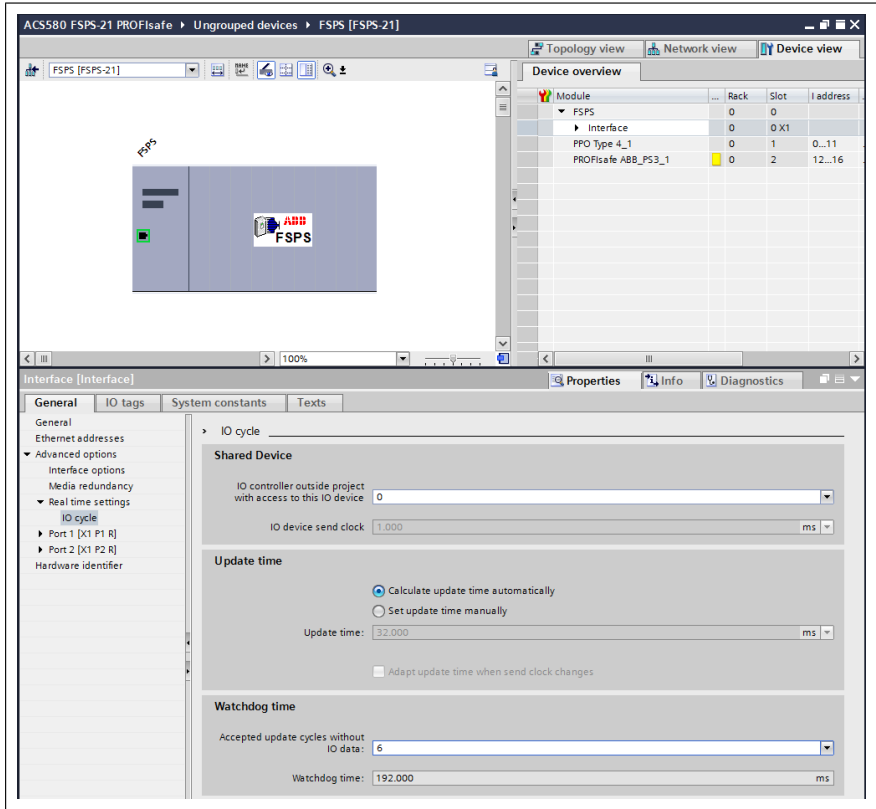 ACS580 FSPS-21 PROFIsafe ▸ Ungrouped devices ▸ FSPS [FSPS-21]
Topology view Network view Device view
FSPS [FSPS-21]
Device overview
Module ... Rack Slot I address
FSPS 0 0
Interface 0 0 X1
PPO Type 4_1 0 1 0...11
PROFIsafe ABB_PS3_1 0 2 12...16
FSPS
ABB
FSPS
100%
Interface [Interface]
Properties Info Diagnostics
General IO tags System constants Texts
General
Ethernet addresses
Advanced options
Interface options
Media redundancy
Real time settings
IO cycle
Port 1 [X1 P1 R]
Port 2 [X1 P2 R]
Hardware identifier
IO cycle
Shared Device
IO controller outside project
with access to this IO device 0
IO device send clock 1.000 ms
Update time
Calculate update time automatically
Set update time manually
Update time: 32.000 ms
Adapt update time when send clock changes
Watchdog time
Accepted update cycles without
IO data: 6
Watchdog time: 192.000 ms